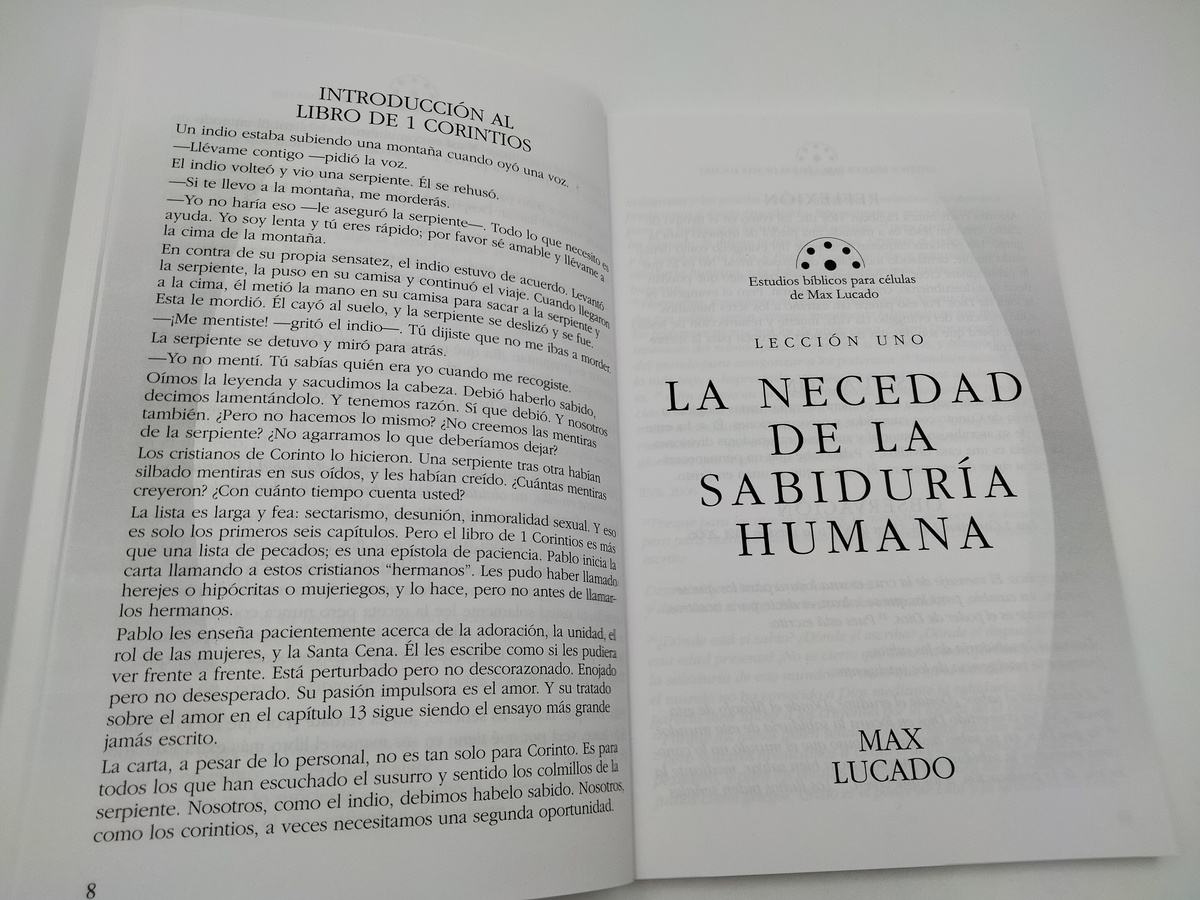 INTRODUCCIÓN AL
LIBRO DE 1 CORINTIOS
Un indio estaba subiendo una montaña cuando oyó una voz.
—Llévame contigo —pidió la voz.
El indio volteó y vio una serpiente. Él se rehusó.
—Si te llevo a la montaña, me morderás.
—Yo no haría eso —le aseguró la serpiente—. Todo lo que necesito es
ayuda. Yo soy lenta y tú eres rápido; por favor sé amable y llévame a
la cima de la montaña.
En contra de su propia sensatez, el indio estuvo de acuerdo. Levantó
la serpiente, la puso en su camisa y continuó el viaje. Cuando llegaron
a la cima, él metió la mano en su camisa para sacar a la serpiente y
Esta le mordió. Él cayó al suelo, y la serpiente se deslizó y se fue.
—¡Me mentiste! —gritó el indio—. Tú dijiste que no me ibas a morder.
La serpiente se detuvo y miró para atrás.
—Yo no mentí. Tú sabías quién era yo cuando me recogiste.
Oímos la leyenda y sacudimos la cabeza. Debió haberlo sabido,
decimos lamentándolo. Y tenemos razón. Sí que debió. Y nosotros
también. ¿Pero no hacemos lo mismo? ¿No creemos las mentiras
de la serpiente? ¿No agarramos lo que deberíamos dejar?
Los cristianos de Corinto lo hicieron. Una serpiente tras otra habían
silbado mentiras en sus oídos, y les habían creído. ¿Cuántas mentiras
creyeron? ¿Con cuánto tiempo cuenta usted?
La lista es larga y fea: sectarismo, desunión, inmoralidad sexual. Y eso
es solo los primeros seis capítulos. Pero el libro de 1 Corintios es más
que una lista de pecados; es una epístola de paciencia. Pablo inicia la
carta llamando a estos cristianos "hermanos". Les pudo haber llamado
herejes o hipócritas o mujeriegos, y lo hace, pero no antes de llamar-
los hermanos.
Pablo les enseña pacientemente acerca de la adoración, la unidad, el
rol de las mujeres, y la Santa Cena. Él les escribe como si les pudiera
ver frente a frente. Está perturbado pero no descorazonado. Enojado
pero no desesperado. Su pasión impulsora es el amor. Y su tratado
sobre el amor en el capítulo 13 sigue siendo el ensayo más grande
jamás escrito.
La carta, a pesar de lo personal, no es tan solo para Corinto. Es para
todos los que han escuchado el susurro y sentido los colmillos de la
serpiente. Nosotros, como el indio, debimos habelo sabido. Nosotros,
como los corintios, a veces necesitamos una segunda oportunidad.
8
Estudios bíblicos para células
de Max Lucado
LECCIÓN UNO
LA NECEDAD
DE LA
SABIDURÍA
HUMANA
MAX
LUCADO